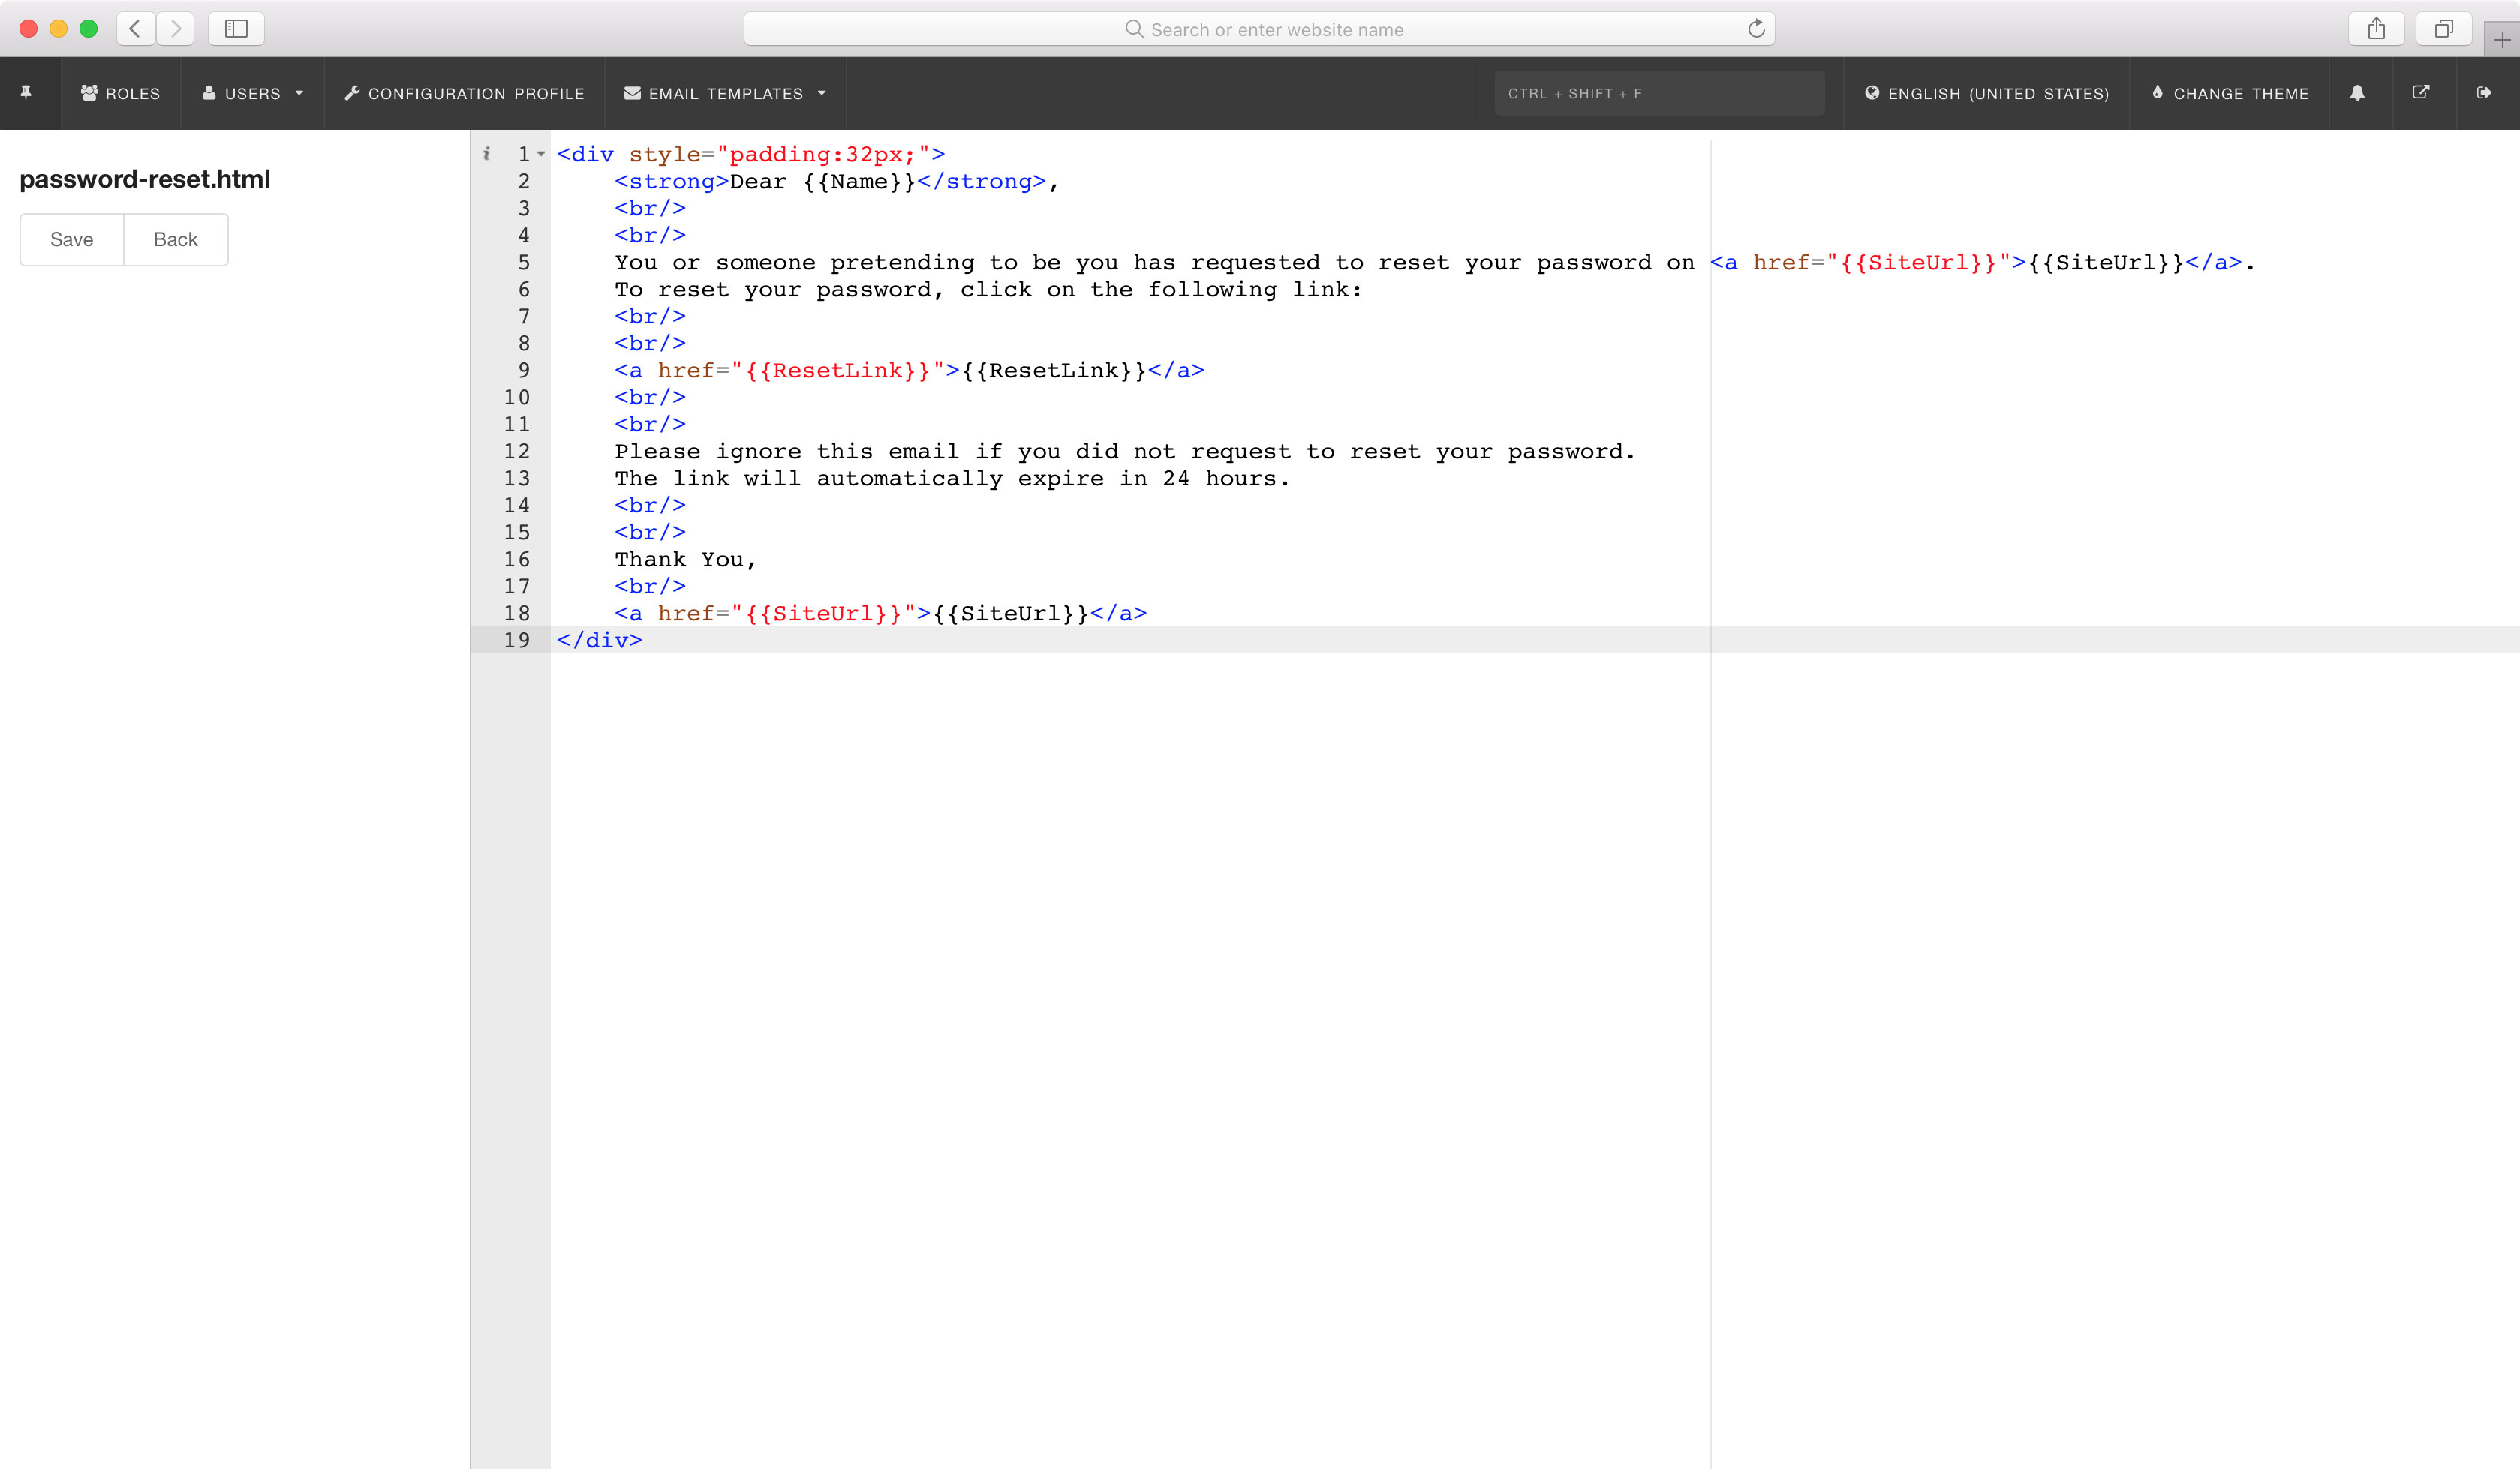 Search or enter website name
ROLES USERS CONFIGURATION PROFILE EMAIL TEMPLATES CTRL + SHIFT + F ENGLISH (UNITED STATES) CHANGE THEME
password-reset.html
Save Back
1 <div style="padding:32px;">
2     <strong>Dear {{Name}}</strong>,
3     <br/>
4     <br/>
5     You or someone pretending to be you has requested to reset your password on <a href="{{SiteUrl}}">{{SiteUrl}}</a>.
6     To reset your password, click on the following link:
7     <br/>
8     <br/>
9     <a href="{{ResetLink}}">{{ResetLink}}</a>
10     <br/>
11     <br/>
12     Please ignore this email if you did not request to reset your password.
13     The link will automatically expire in 24 hours.
14     <br/>
15     <br/>
16     Thank You,
17     <br/>
18     <a href="{{SiteUrl}}">{{SiteUrl}}</a>
19 </div>